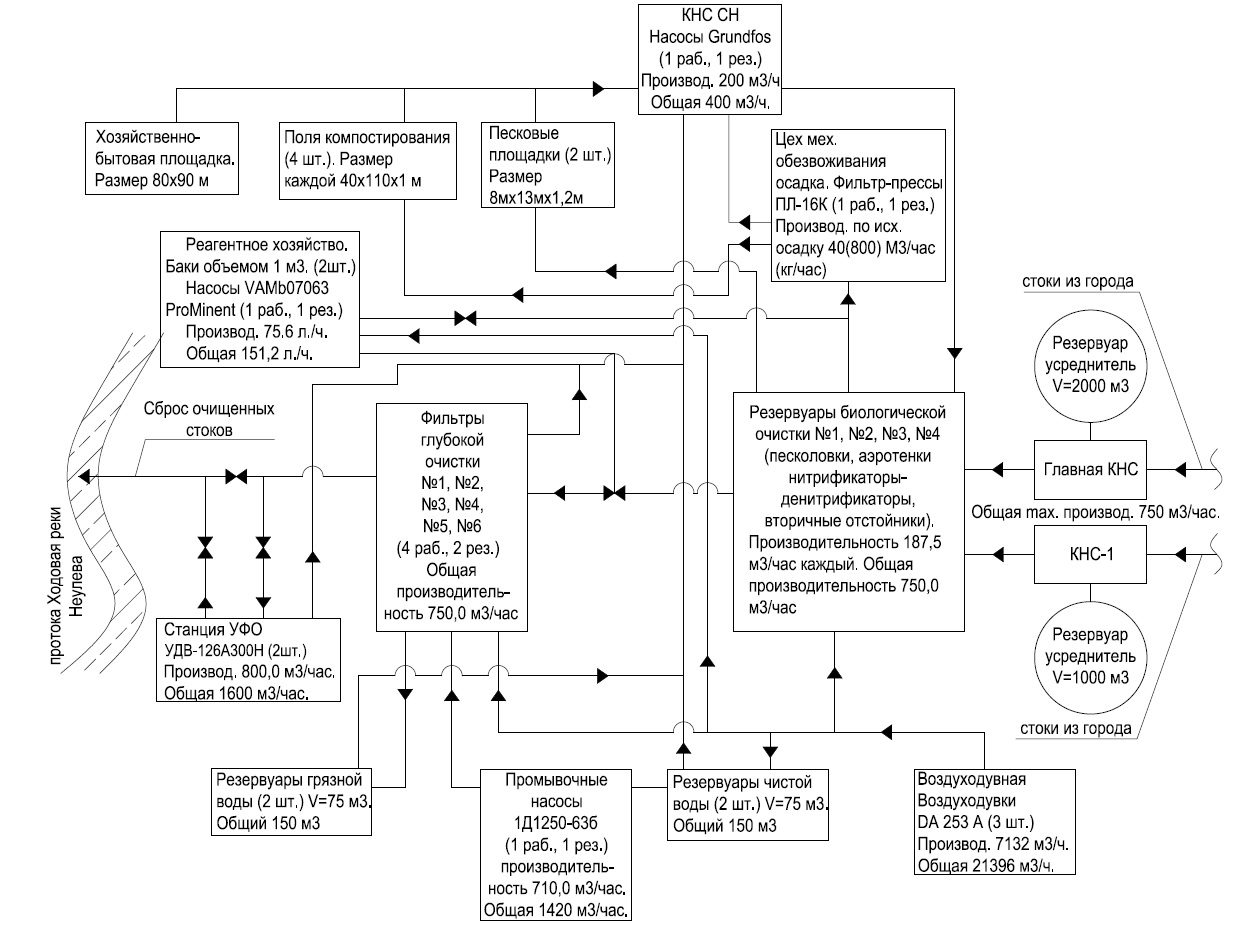 КНС СН
Насосы Grundfos
(1 раб., 1 рез.)
Производ. 200 м3/ч
Общая 400 м3/ч.
Хозяйственно-
бытовая площадка.
Размер 80х90 м
Поля компостирования
(4 шт.). Размер
каждой 40х110х1 м
Песковые
площадки (2 шт.)
Размер
8мх13мх1,2м
Цех мех.
обезвоживания
осадка. Фильтр-прессы
ПЛ-16К (1 раб., 1 рез.)
Производ. по исх.
осадку 40(800) М3/час
(кг/час)
Реагентное хозяйство.
Баки объемом 1 м3. (2шт.)
Насосы VAMb07063
ProMinent (1 раб., 1 рез.)
Производ. 75.6 л./ч.
Общая 151,2 л./ч.
стоки из города
Резервуар
усреднитель
V=2000 м3
Сброс очищенных
стоков
Фильтры
глубокой
очистки
№1, №2,
№3, №4,
№5, №6
(4 раб., 2 рез.)
Общая
производитель-
ность 750,0 м3/час
Резервуары биологической
очистки №1, №2, №3, №4
(песколовки, аэротенки
нитрификаторы-
денитрификаторы,
вторичные отстойники).
Производительность 187,5
м3/час каждый. Общая
производительность 750,0
м3/час
Главная КНС
Общая max. производ. 750 м3/час.
КНС-1
Резервуар
усреднитель
V=1000 м3
стоки из города
протока Ходовая реки
Неулева
Станция УФО
УДВ-126А300Н (2шт.)
Производ. 800,0 м3/час.
Общая 1600 м3/час.
Резервуары грязной
воды (2 шт.) V=75 м3.
Общий 150 м3
Промывочные
насосы
1Д1250-63б
(1 раб., 1 рез.)
производитель-
ность 710,0 м3/час.
Общая 1420 м3/час.
Резервуары чистой
воды (2 шт.) V=75 м3.
Общий 150 м3
Воздуходувная
Воздуходувки
DA 253 А (3 шт.)
Производ. 7132 м3/ч.
Общая 21396 м3/ч.